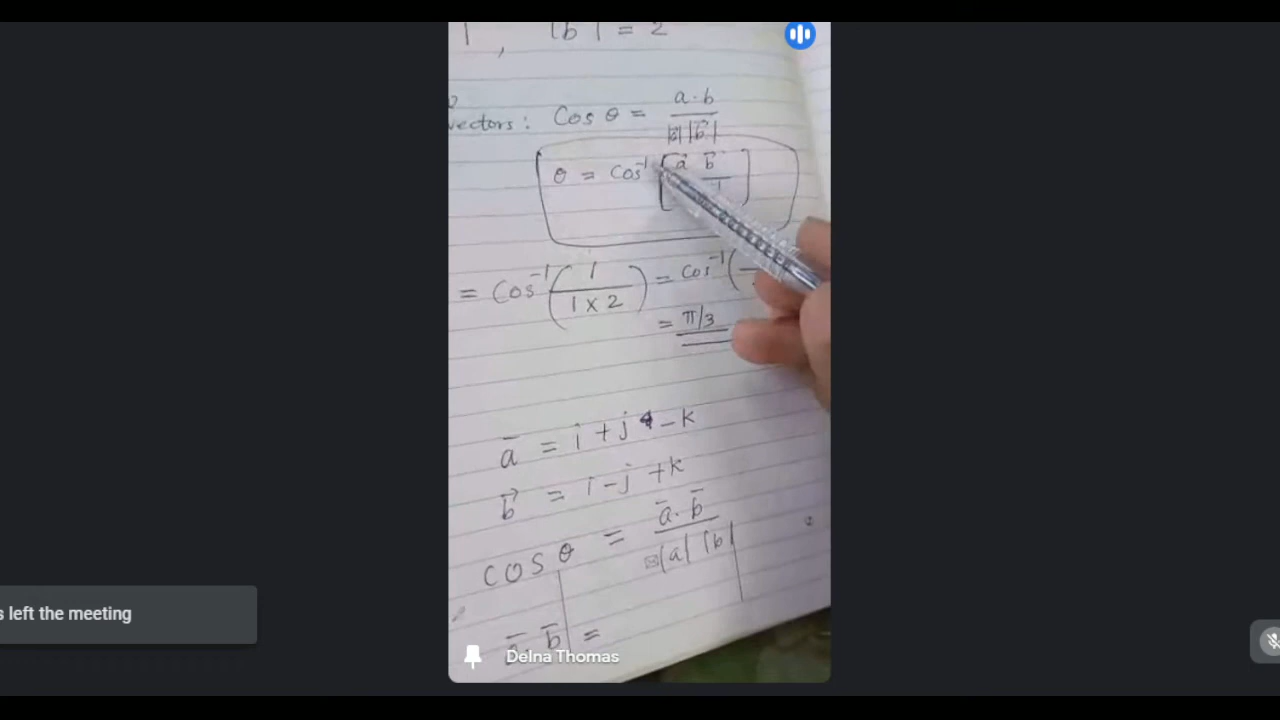 | , |b| = 2
vectors: Cos θ = a · b / |a| |b⃗|
θ = Cos⁻¹ [ a⃗ b⃗
= Cos⁻¹ ( 1 / 1 × 2 ) = Cos⁻¹ (
= π/3
a̅ = i + j - k
b⃗ = i - j + k
cos θ = a̅ . b̅ / |a| |b|
a̅ . b̅ =
s left the meeting
Delna Thomas